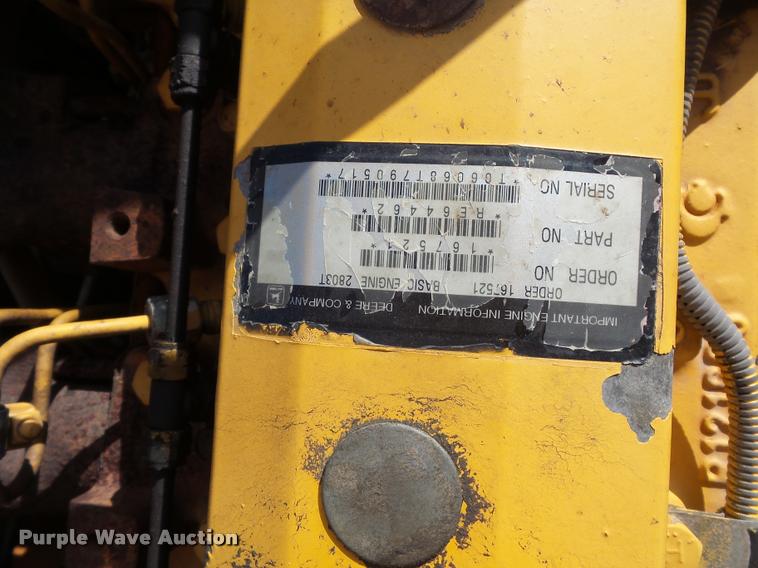 IMPORTANT ENGINE INFORMATION DEERE & COMPANY
ORDER 167521 BASIC ENGINE 2803T
ORDER NO *167521*
PART NO *RE64462*
SERIAL NO *T06068T790517*
Purple Wave Auction